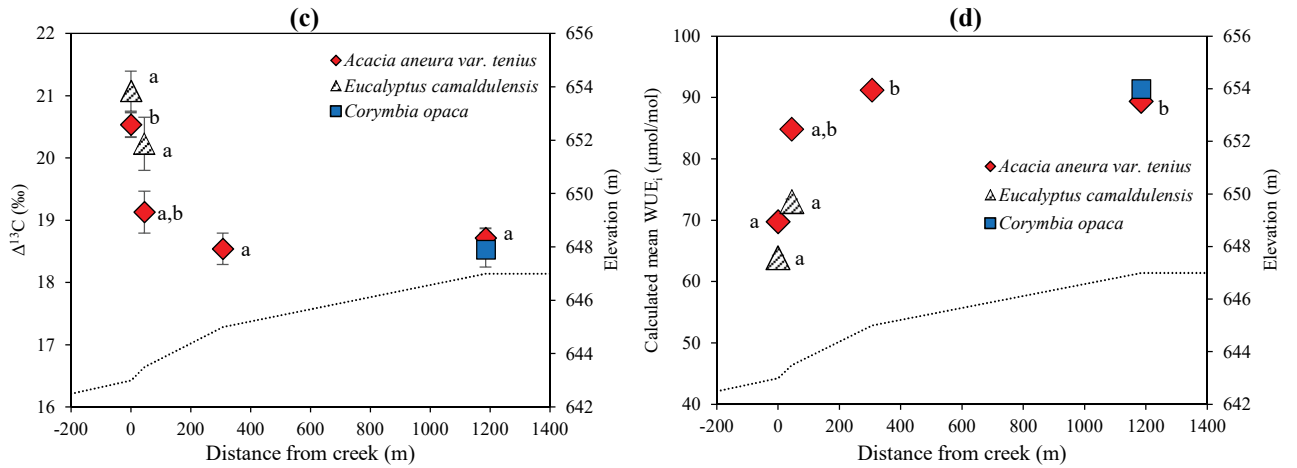 (c)
22
21
20
19
18
17
16
Δ¹³C (‰)
656
654
652
650
648
646
644
642
Elevation (m)
-200 0 200 400 600 800 1000 1200 1400
Distance from creek (m)
Acacia aneura var. tenius
Eucalyptus camaldulensis
Corymbia opaca
a
b
a
a,b
a
a
(d)
100
90
80
70
60
50
40
Calculated mean WUEᵢ (µmol/mol)
656
654
652
650
648
646
644
642
Elevation (m)
-200 0 200 400 600 800 1000 1200 1400
Distance from creek (m)
Acacia aneura var. tenius
Eucalyptus camaldulensis
Corymbia opaca
b
b
a,b
a
a
a